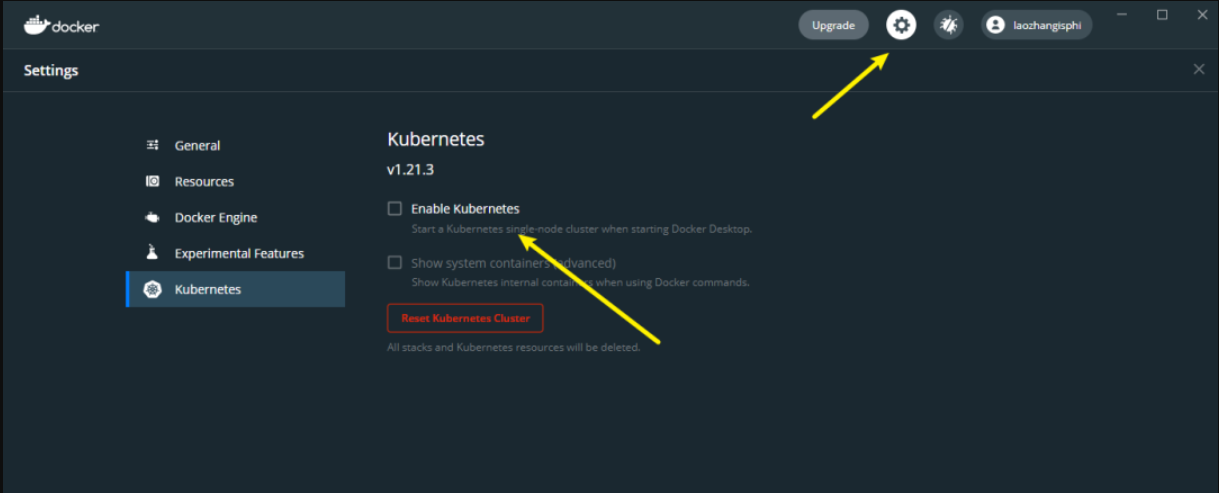 docker
Upgrade
laozhangisphi
Settings
General
Resources
Docker Engine
Experimental Features
Kubernetes
Kubernetes
v1.21.3
Enable Kubernetes
Start a Kubernetes single-node cluster when starting Docker Desktop.
Show system containers (advanced)
Show Kubernetes internal containers when using Docker commands.
Reset Kubernetes Cluster
All stacks and Kubernetes resources will be deleted.